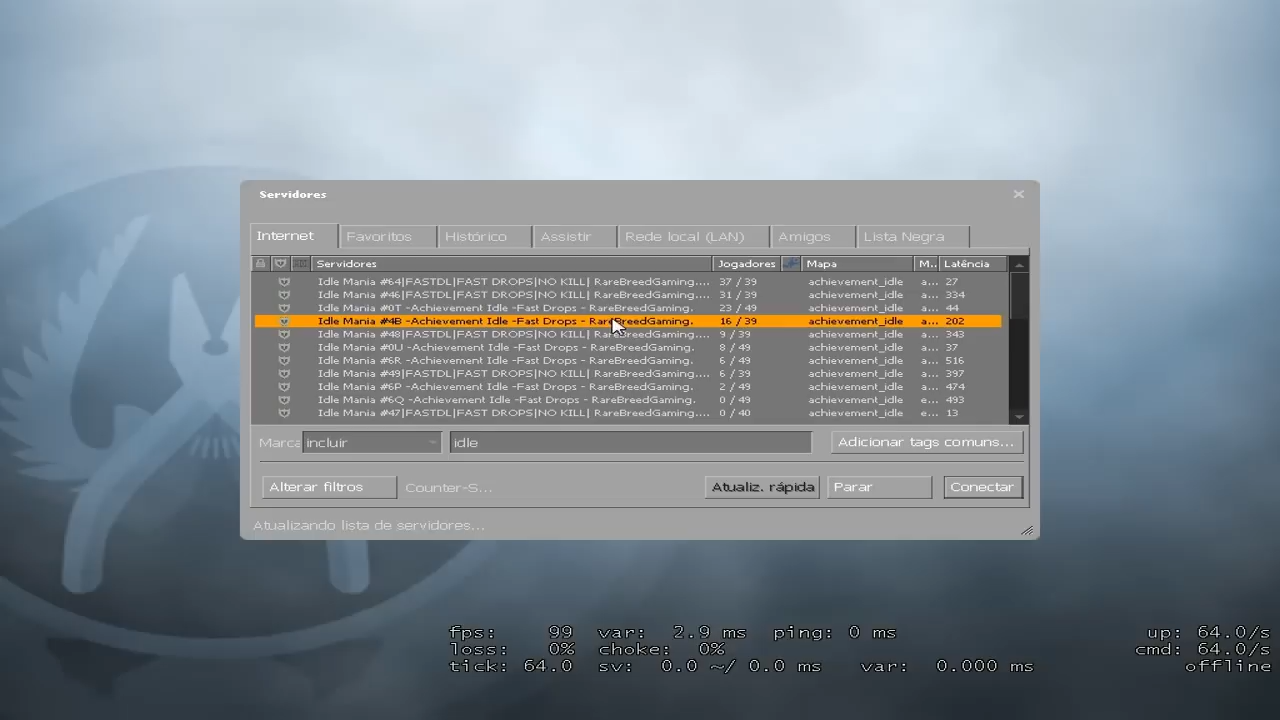 Servidores
Internet Favoritos Histórico Assistir Rede local (LAN) Amigos Lista Negra
Servidores Jogadores Mapa M... Latência
Idle Mania #64|FASTDL|FAST DROPS|NO KILL| RareBreedGaming.... 37 / 39 achievement_idle a... 27
Idle Mania #46|FASTDL|FAST DROPS|NO KILL| RareBreedGaming.... 31 / 39 achievement_idle a... 334
Idle Mania #0T -Achievement Idle -Fast Drops - RareBreedGaming. 23 / 49 achievement_idle a... 44
Idle Mania #4B -Achievement Idle -Fast Drops - RareBreedGaming. 16 / 39 achievement_idle a... 202
Idle Mania #48|FASTDL|FAST DROPS|NO KILL| RareBreedGaming.... 9 / 39 achievement_idle a... 343
Idle Mania #0U -Achievement Idle -Fast Drops - RareBreedGaming. 8 / 49 achievement_idle a... 37
Idle Mania #6R -Achievement Idle -Fast Drops - RareBreedGaming. 6 / 49 achievement_idle a... 516
Idle Mania #49|FASTDL|FAST DROPS|NO KILL| RareBreedGaming.... 6 / 39 achievement_idle a... 397
Idle Mania #6P -Achievement Idle -Fast Drops - RareBreedGaming. 2 / 49 achievement_idle a... 474
Idle Mania #6Q -Achievement Idle -Fast Drops - RareBreedGaming. 0 / 49 achievement_idle e... 493
Idle Mania #47|FASTDL|FAST DROPS|NO KILL| RareBreedGaming.... 0 / 40 achievement_idle e... 13
Marca incluir idle Adicionar tags comuns...
Alterar filtros Counter-S... Atualiz. rápida Parar Conectar
Atualizando lista de servidores...
fps: 99 var: 2.9 ms ping: 0 ms up: 64.0/s
loss: 0% choke: 0% cmd: 64.0/s
tick: 64.0 sv: 0.0 ~/ 0.0 ms var: 0.000 ms offline